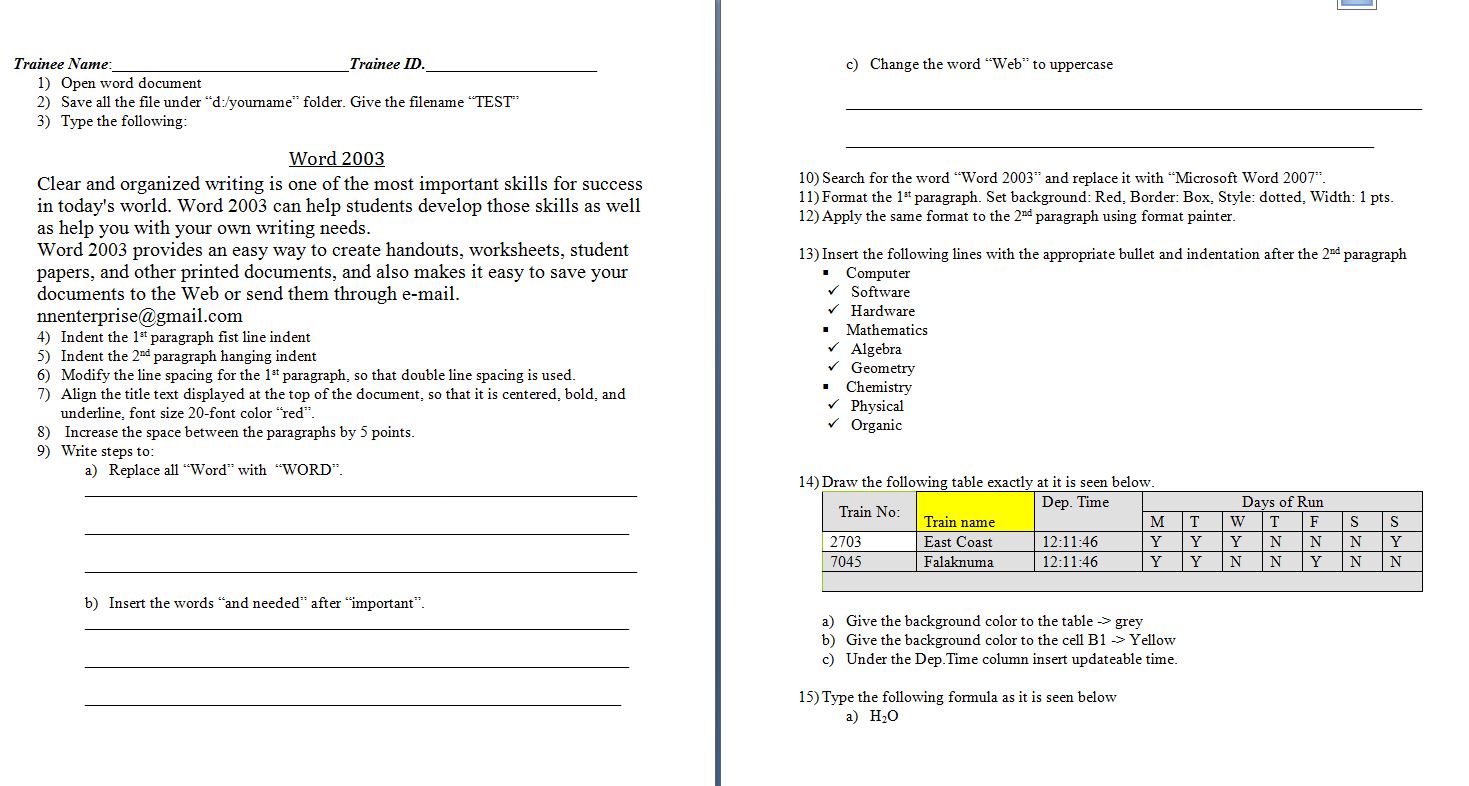 Trainee Name:______________________________Trainee ID.______________________
1) Open word document
2) Save all the file under “d:/yourname” folder. Give the filename “TEST”
3) Type the following:
Word 2003
Clear and organized writing is one of the most important skills for success
in today's world. Word 2003 can help students develop those skills as well
as help you with your own writing needs.
Word 2003 provides an easy way to create handouts, worksheets, student
papers, and other printed documents, and also makes it easy to save your
documents to the Web or send them through e-mail.
nnenterprise@gmail.com
4) Indent the 1st paragraph fist line indent
5) Indent the 2nd paragraph hanging indent
6) Modify the line spacing for the 1st paragraph, so that double line spacing is used.
7) Align the title text displayed at the top of the document, so that it is centered, bold, and
underline, font size 20-font color “red”.
8) Increase the space between the paragraphs by 5 points.
9) Write steps to:
a) Replace all “Word” with “WORD”.
b) Insert the words “and needed” after “important”.
c) Change the word “Web” to uppercase
10) Search for the word “Word 2003” and replace it with “Microsoft Word 2007”.
11) Format the 1st paragraph. Set background: Red, Border: Box, Style: dotted, Width: 1 pts.
12) Apply the same format to the 2nd paragraph using format painter.
13) Insert the following lines with the appropriate bullet and indentation after the 2nd paragraph
▪ Computer
✓ Software
✓ Hardware
▪ Mathematics
✓ Algebra
✓ Geometry
▪ Chemistry
✓ Physical
✓ Organic
14) Draw the following table exactly at it is seen below.
Train No: Train name Dep. Time Days of Run
M T W T F S S
2703 East Coast 12:11:46 Y Y Y N N N Y
7045 Falaknuma 12:11:46 Y Y N N Y N N
a) Give the background color to the table -> grey
b) Give the background color to the cell B1 -> Yellow
c) Under the Dep.Time column insert updateable time.
15) Type the following formula as it is seen below
a) H₂O